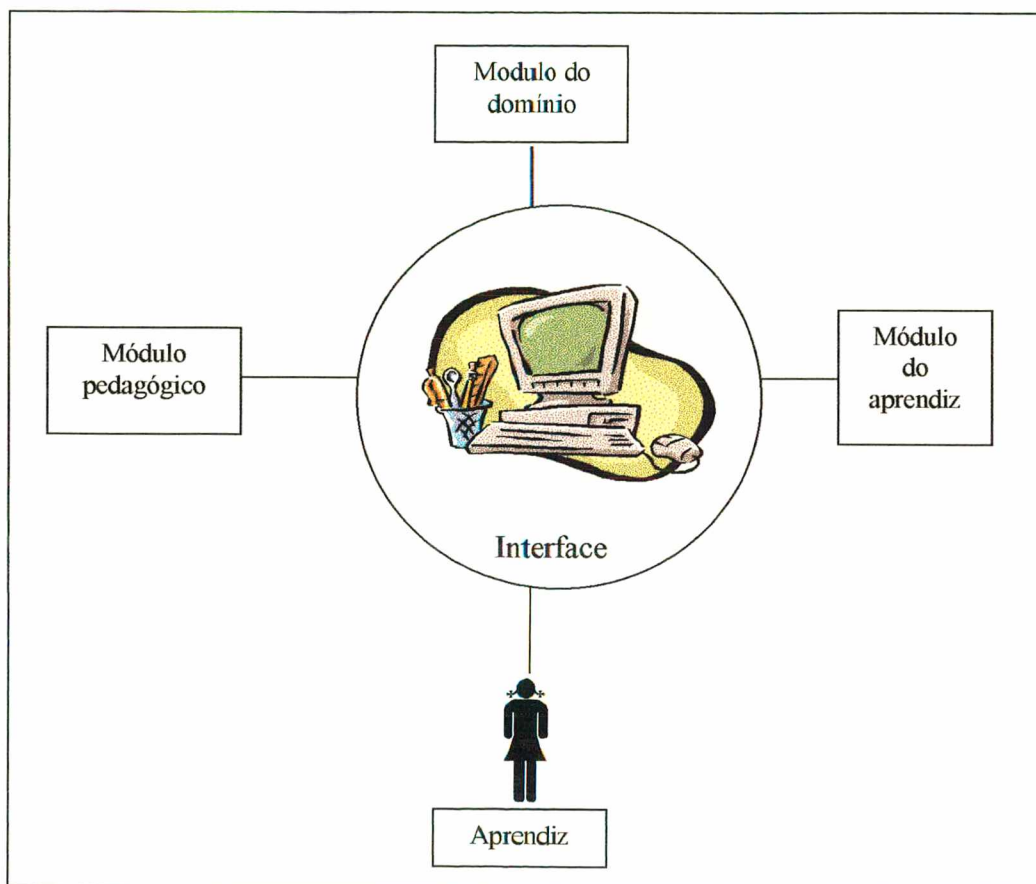 Modulo do
domínio
Módulo
pedagógico
Módulo
do
aprendiz
Interface
Aprendiz